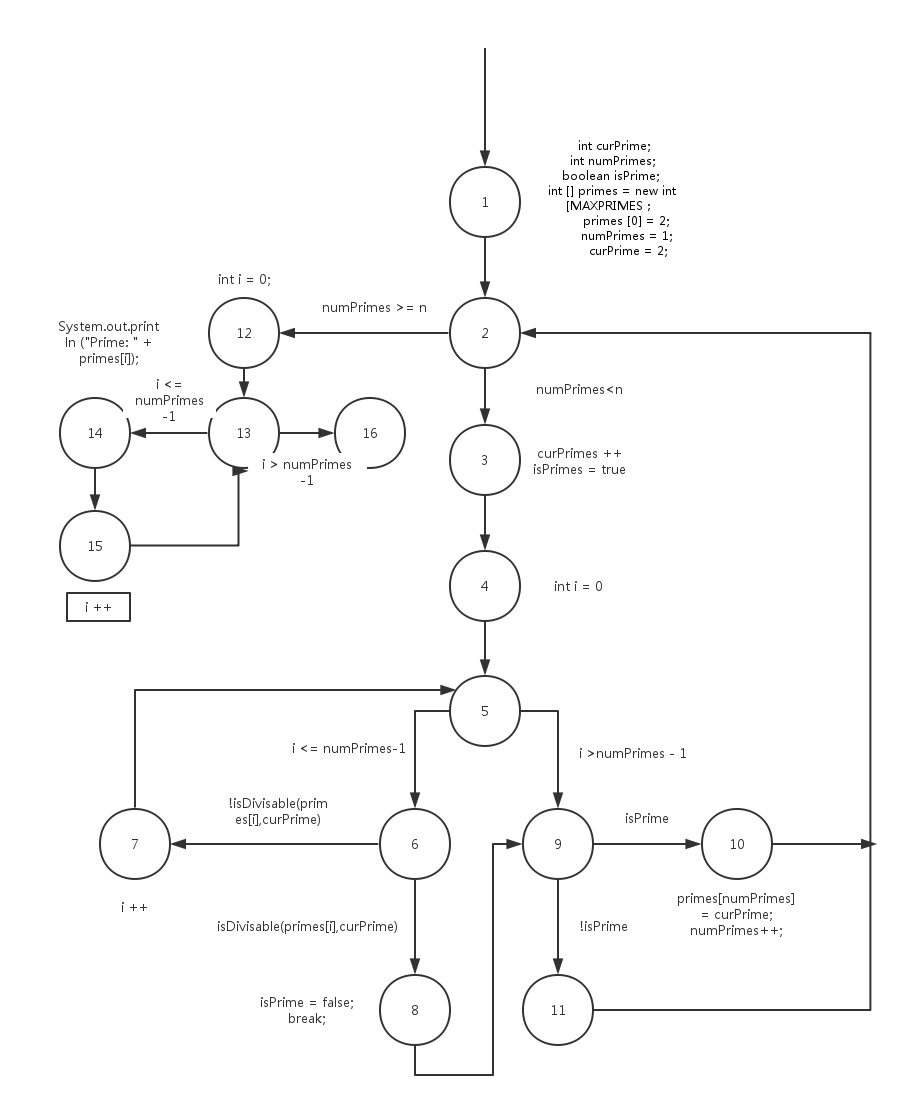 int curPrime;
int numPrimes;
boolean isPrime;
int [] primes = new int
[MAXPRIMES ;
primes [0] = 2;
numPrimes = 1;
curPrime = 2;
1
int i = 0;
numPrimes >= n
12
2
System.out.print
ln ("Prime: " +
primes[i]);
numPrimes<n
i <=
numPrimes
-1
14
13
16
i > numPrimes
-1
3
curPrimes ++
isPrimes = true
15
i ++
4
int i = 0
5
i <= numPrimes-1
i >numPrimes - 1
!isDivisable(prim
es[i],curPrime)
isPrime
7
6
9
10
i ++
isDivisable(primes[i],curPrime)
!isPrime
primes[numPrimes]
= curPrime;
numPrimes++;
isPrime = false;
break;
8
11